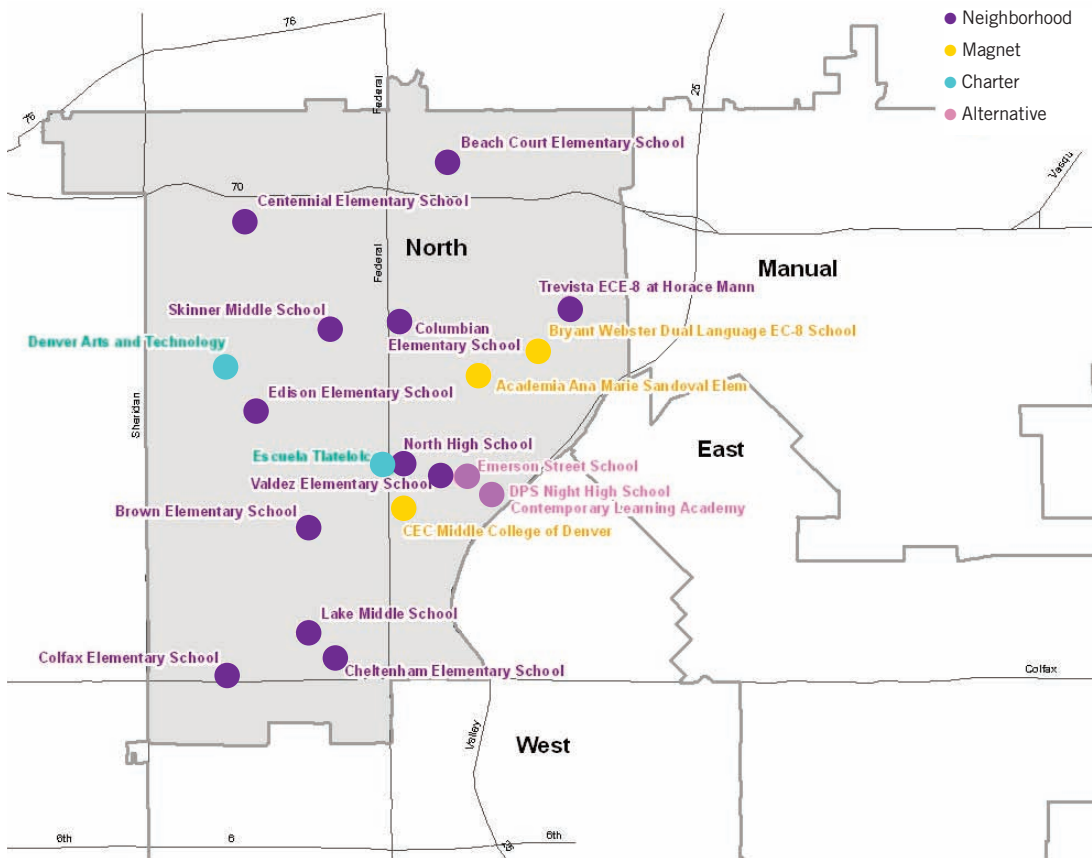 76
Neighborhood
Magnet
Charter
Alternative
76
Federal
25
Beach Court Elementary School
Vasqu
70
Centennial Elementary School
North
Federal
Manual
Trevista ECE-8 at Horace Mann
Skinner Middle School
Columbian
Elementary School
Bryant Webster Dual Language EC-8 School
Denver Arts and Technology
Academia Ana Marie Sandoval Elem
Edison Elementary School
Sheridan
North High School
East
Escuela Tlatelolc
Emerson Street School
Valdez Elementary School
DPS Night High School
Contemporary Learning Academy
Brown Elementary School
CEC Middle College of Denver
Lake Middle School
Colfax Elementary School
Cheltenham Elementary School
Colfax
Valley
West
6th
6
25
6th